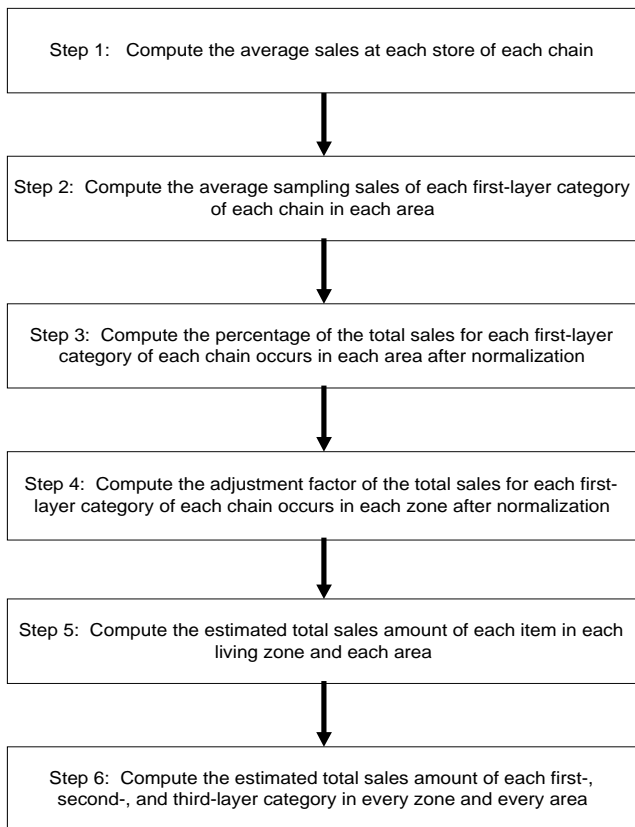 Step 1:   Compute the average sales at each store of each chain
Step 2:  Compute the average sampling sales of each first-layer category
of each chain in each area
Step 3:  Compute the percentage of the total sales for each first-layer
category of each chain occurs in each area after normalization
Step 4:  Compute the adjustment factor of the total sales for each first-
layer category of each chain occurs in each zone after normalization
Step 5:  Compute the estimated total sales amount of each item in each
living zone and each area
Step 6:  Compute the estimated total sales amount of each first-,
second-, and third-layer category in every zone and every area